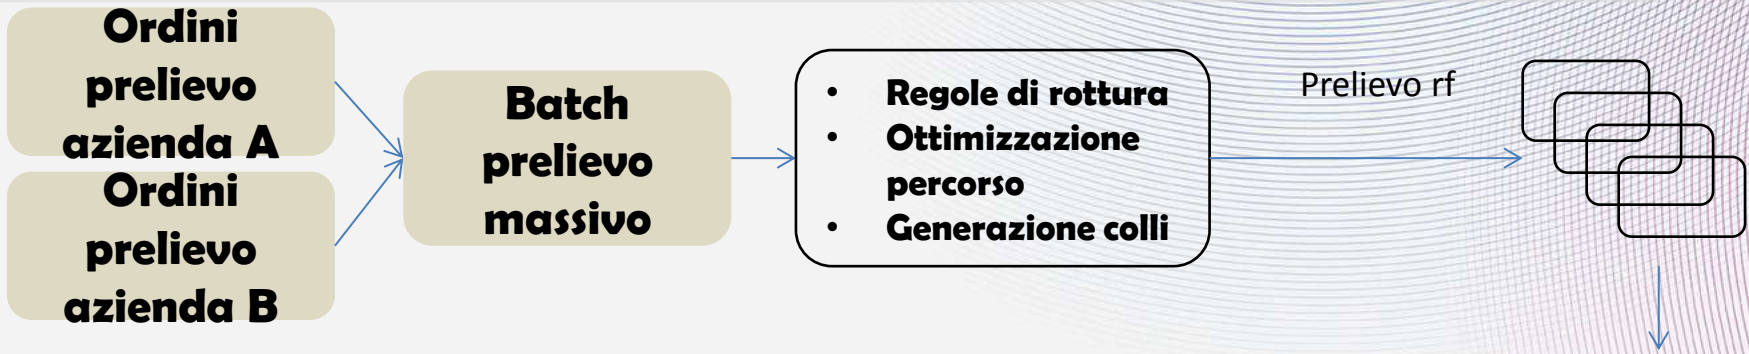 Ordini
prelievo
azienda A
Ordini
prelievo
azienda B
Batch
prelievo
massivo
• Regole di rottura
• Ottimizzazione
percorso
• Generazione colli
Prelievo rf